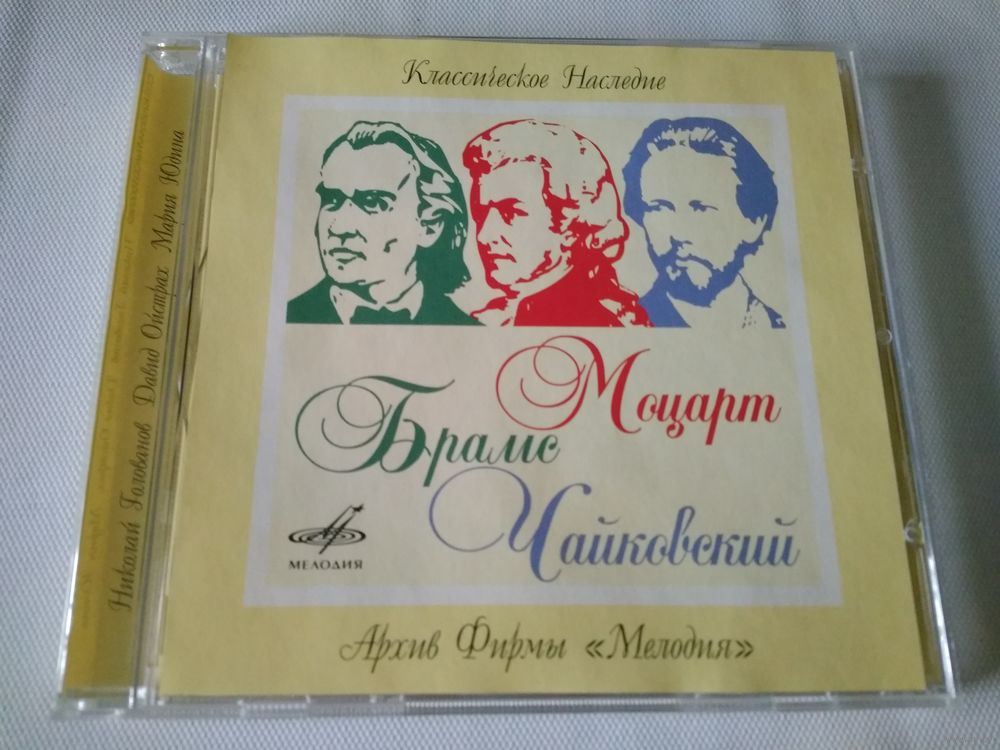 Классическое Наследие
Моцарт
Брамс
Чайковский
МЕЛОДИЯ
Архив Фирмы «Мелодия»
Николай Голованов Давид Ойстрах Мария Юдина